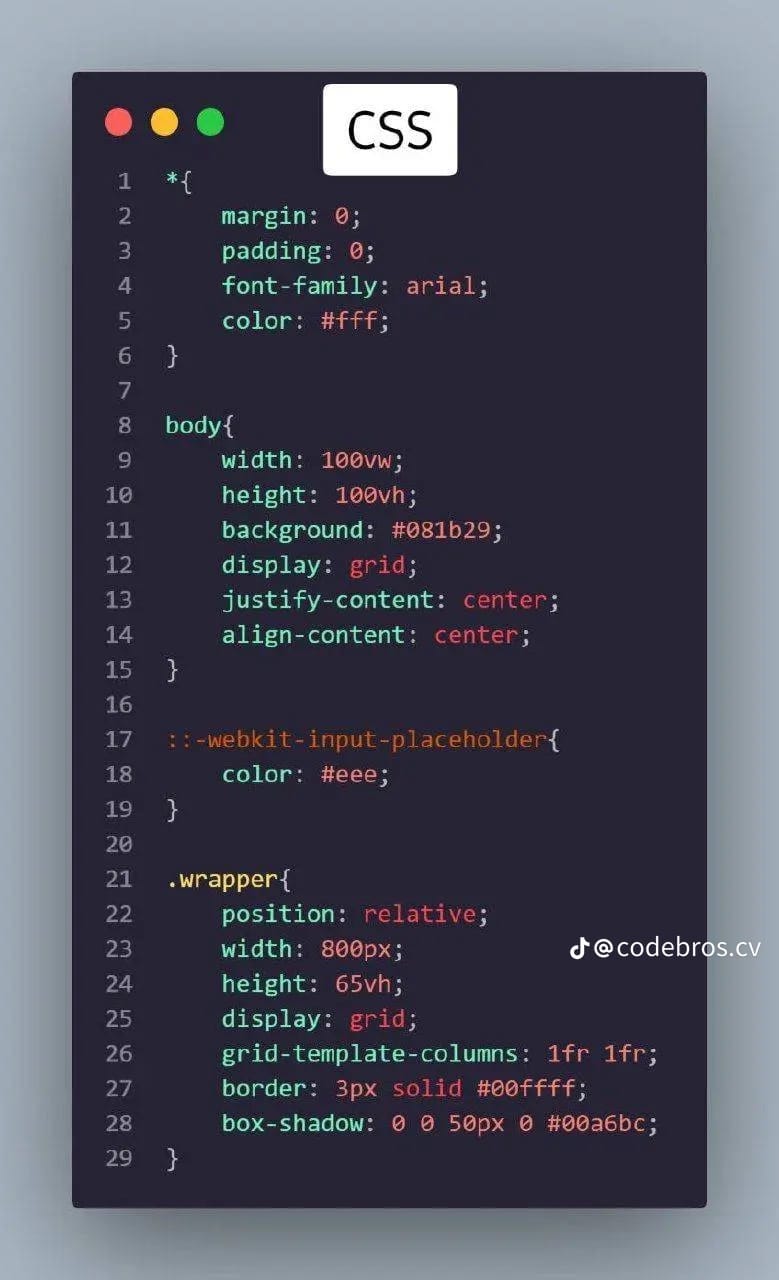 CSS
1 *{
2 margin: 0;
3 padding: 0;
4 font-family: arial;
5 color: #fff;
6 }
7
8 body{
9 width: 100vw;
10 height: 100vh;
11 background: #081b29;
12 display: grid;
13 justify-content: center;
14 align-content: center;
15 }
16
17 ::-webkit-input-placeholder{
18 color: #eee;
19 }
20
21 .wrapper{
22 position: relative;
23 width: 800px;
@codebros.cv
24 height: 65vh;
25 display: grid;
26 grid-template-columns: 1fr 1fr;
27 border: 3px solid #00ffff;
28 box-shadow: 0 0 50px 0 #00a6bc;
29 }